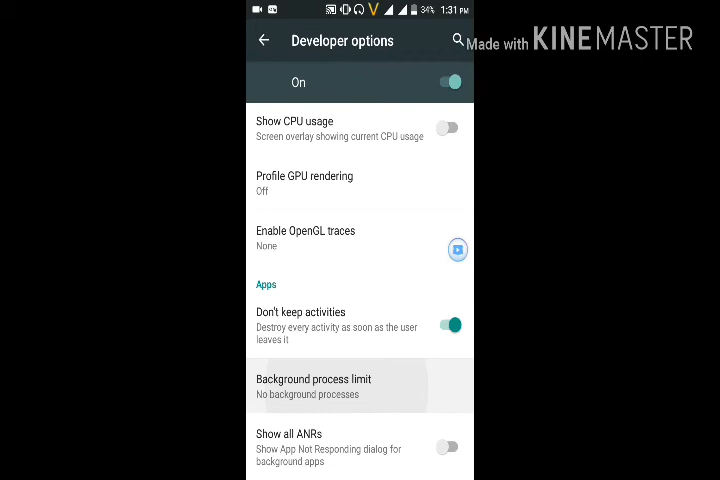 34% 1:31 PM
Developer options
Made with KINEMASTER
On
Show CPU usage
Screen overlay showing current CPU usage
Profile GPU rendering
Off
Enable OpenGL traces
None
Apps
Don't keep activities
Destroy every activity as soon as the user
leaves it
Background process limit
No background processes
Show all ANRs
Show App Not Responding dialog for
background apps